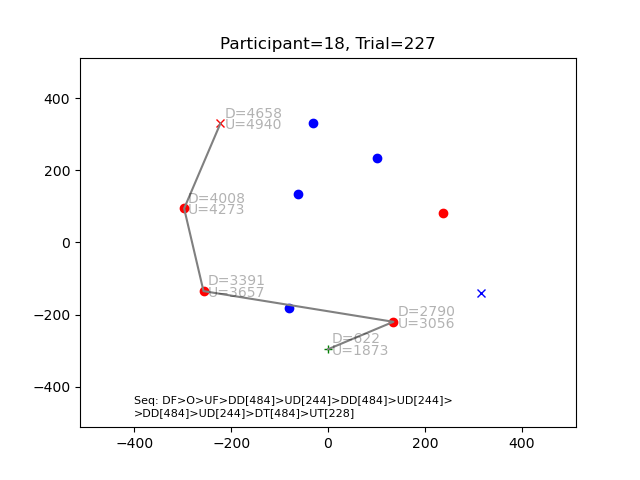 Participant=18, Trial=227
D=4658
U=4940
D=4008
U=4273
D=3391
U=3657
D=2790
U=3056
D=622
U=1873
Seq: DF>O>UF>DD[484]>UD[244]>DD[484]>UD[244]>
>DD[484]>UD[244]>DT[484]>UT[228]
400
200
0
−200
−400
−400 −200 0 200 400